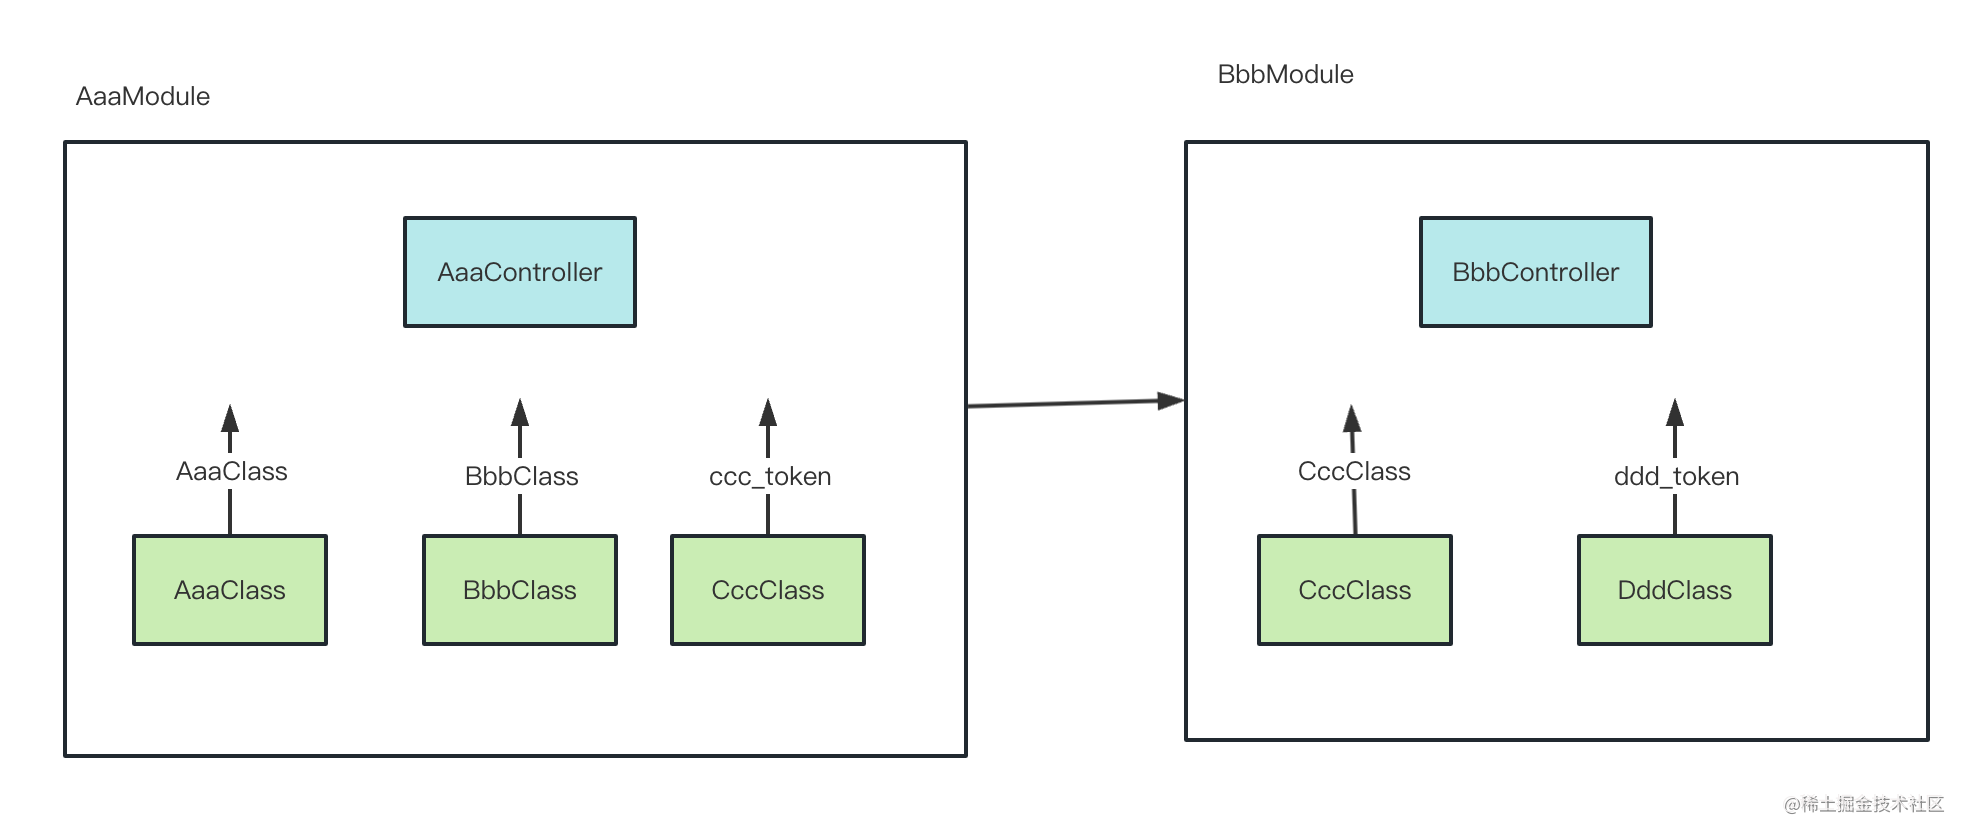 AaaModule
BbbModule
AaaController
BbbController
AaaClass
BbbClass
ccc_token
CccClass
ddd_token
AaaClass
BbbClass
CccClass
CccClass
DddClass
@稀土掘金技术社区